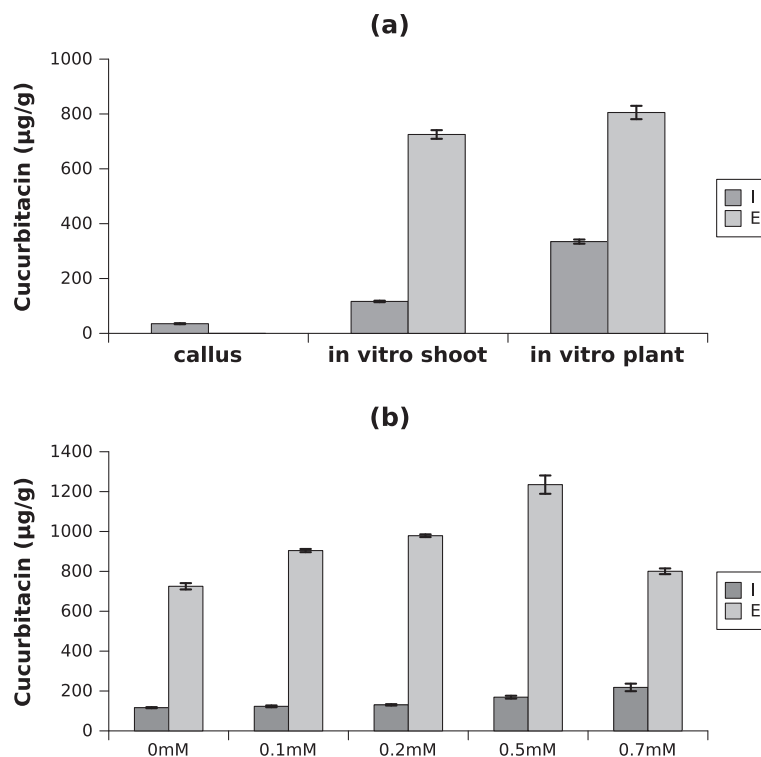 (a)
Cucurbitacin (µg/g)
1000
800
600
400
200
0
callus in vitro shoot in vitro plant
I
E
(b)
Cucurbitacin (µg/g)
1400
1200
1000
800
600
400
200
0
0mM 0.1mM 0.2mM 0.5mM 0.7mM
I
E